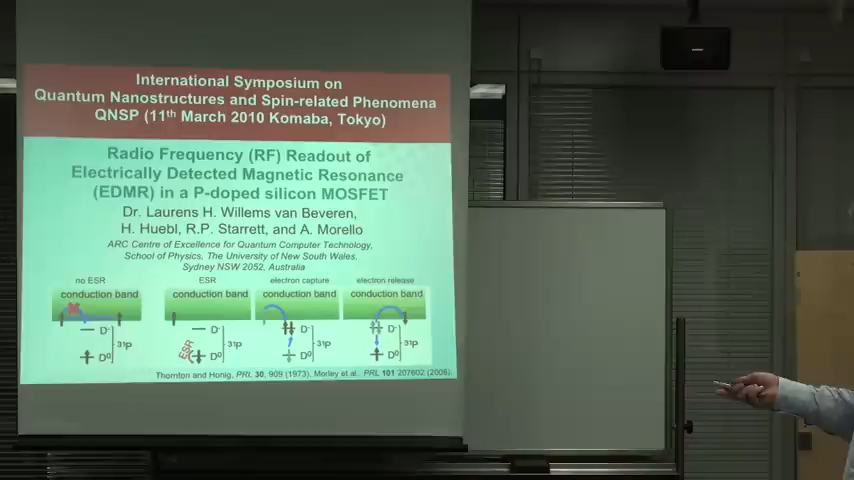 International Symposium on
Quantum Nanostructures and Spin-related Phenomena
QNSP (11th March 2010 Komaba, Tokyo)
Radio Frequency (RF) Readout of
Electrically Detected Magnetic Resonance
(EDMR) in a P-doped silicon MOSFET
Dr. Laurens H. Willems van Beveren,
H. Huebl, R.P. Starrett, and A. Morello
ARC Centre of Excellence for Quantum Computer Technology,
School of Physics, The University of New South Wales,
Sydney NSW 2052, Australia
no ESR ESR electron capture electron release
conduction band conduction band conduction band conduction band
D- D- D- D-
31P 31P 31P 31P
ESR
D0 D0 D0 D0
Thornton and Honig, PRL 30, 909 (1973), Morley et al. PRL 101 207602 (2008).